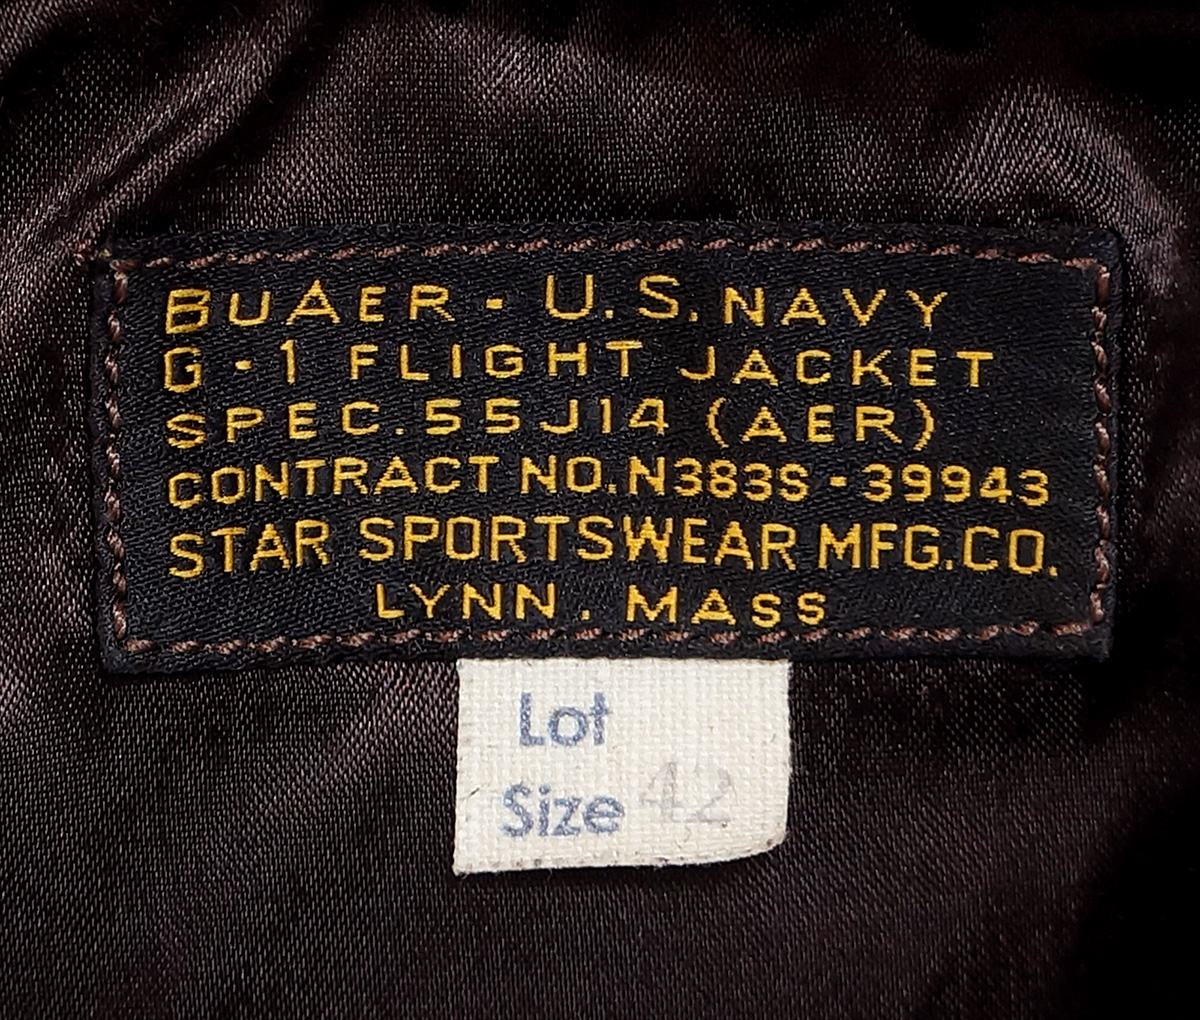 BUAER - U.S. NAVY
G-1 FLIGHT JACKET
SPEC. 55J14 (AER)
CONTRACT NO. N383S - 39943
STAR SPORTSWEAR MFG. CO.
LYNN. MASS
Lot
Size 42